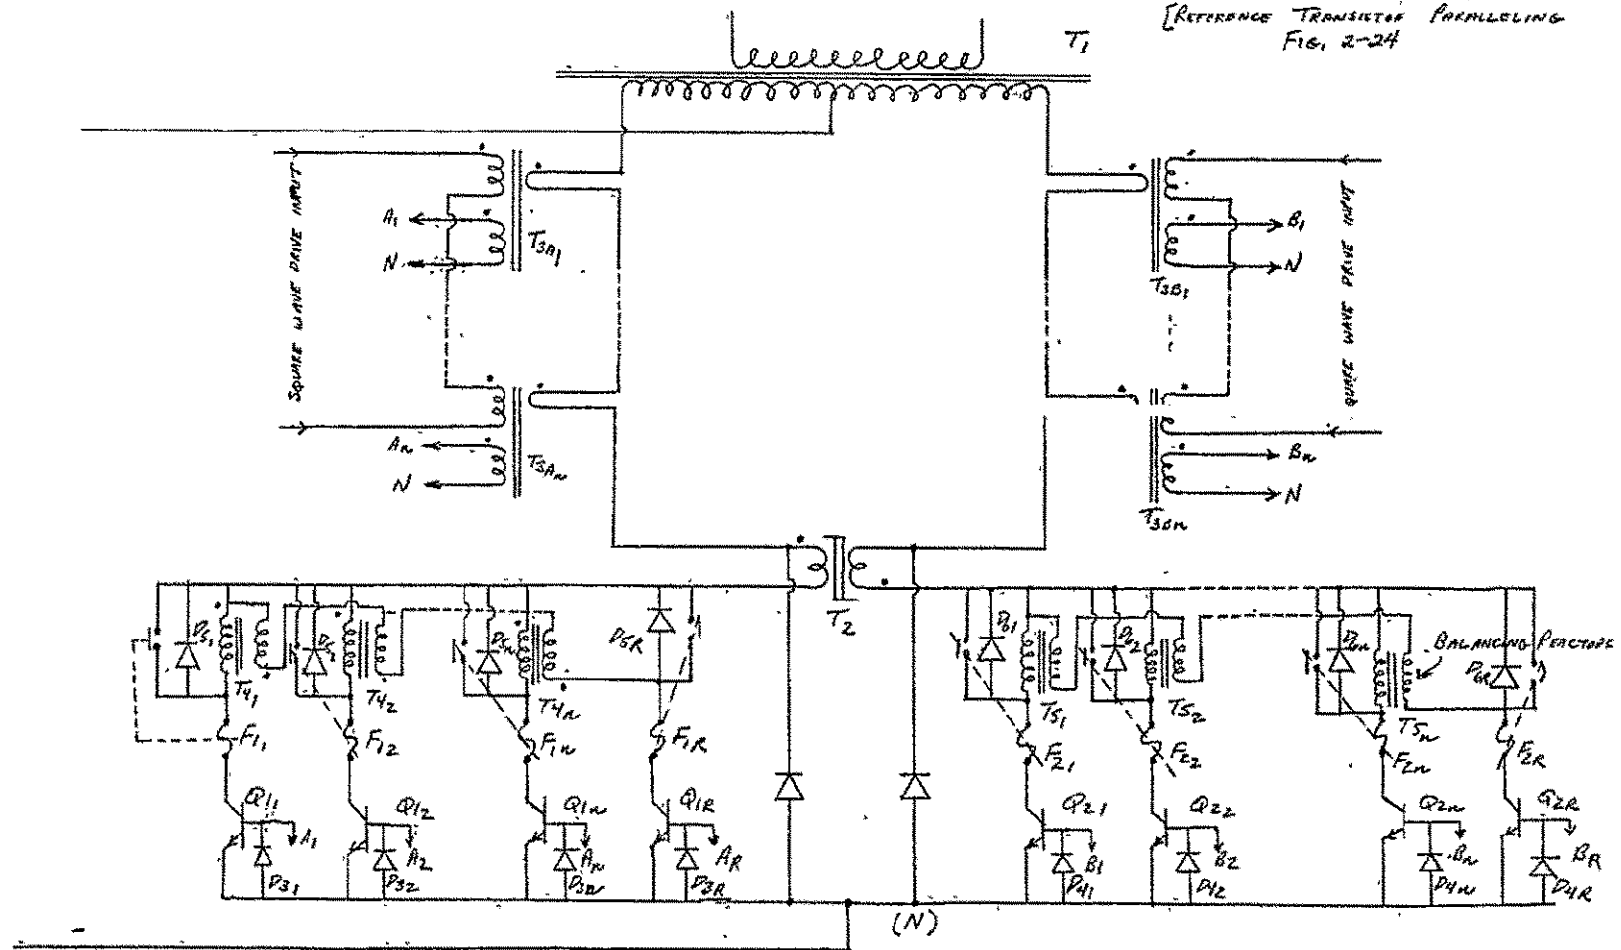 [REFERENCE TRANSISTOR PARALLELING
FIG. 2-24
T1
SQUARE WAVE DRIVE INPUT
A1
N
T3A1
An
N
T3An
B1
N
T3B1
QUARE WAVE DRIVE INPUT
Bn
N
T3Bn
T2
D51
D5n
D5R
D61
D62
D6n
D6R
BALANCING REACTORS
T41
T42
T4n
T51
T52
T5n
F11
F12
F1n
F1R
F21
F22
F2n
F2R
Q11
Q12
Q1n
Q1R
Q21
Q22
Q2n
Q2R
A1
A2
An
AR
B1
B2
Bn
BR
D31
D32
D3n
D3R
D41
D42
D4n
D4R
(N)